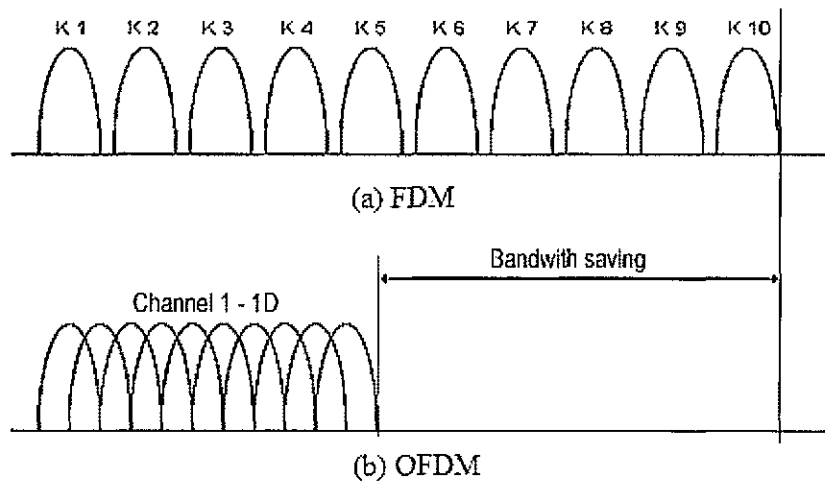 K 1 K 2 K 3 K 4 K 5 K 6 K 7 K 8 K 9 K 10
(a) FDM
Bandwith saving
Channel 1 - 1D
(b) OFDM